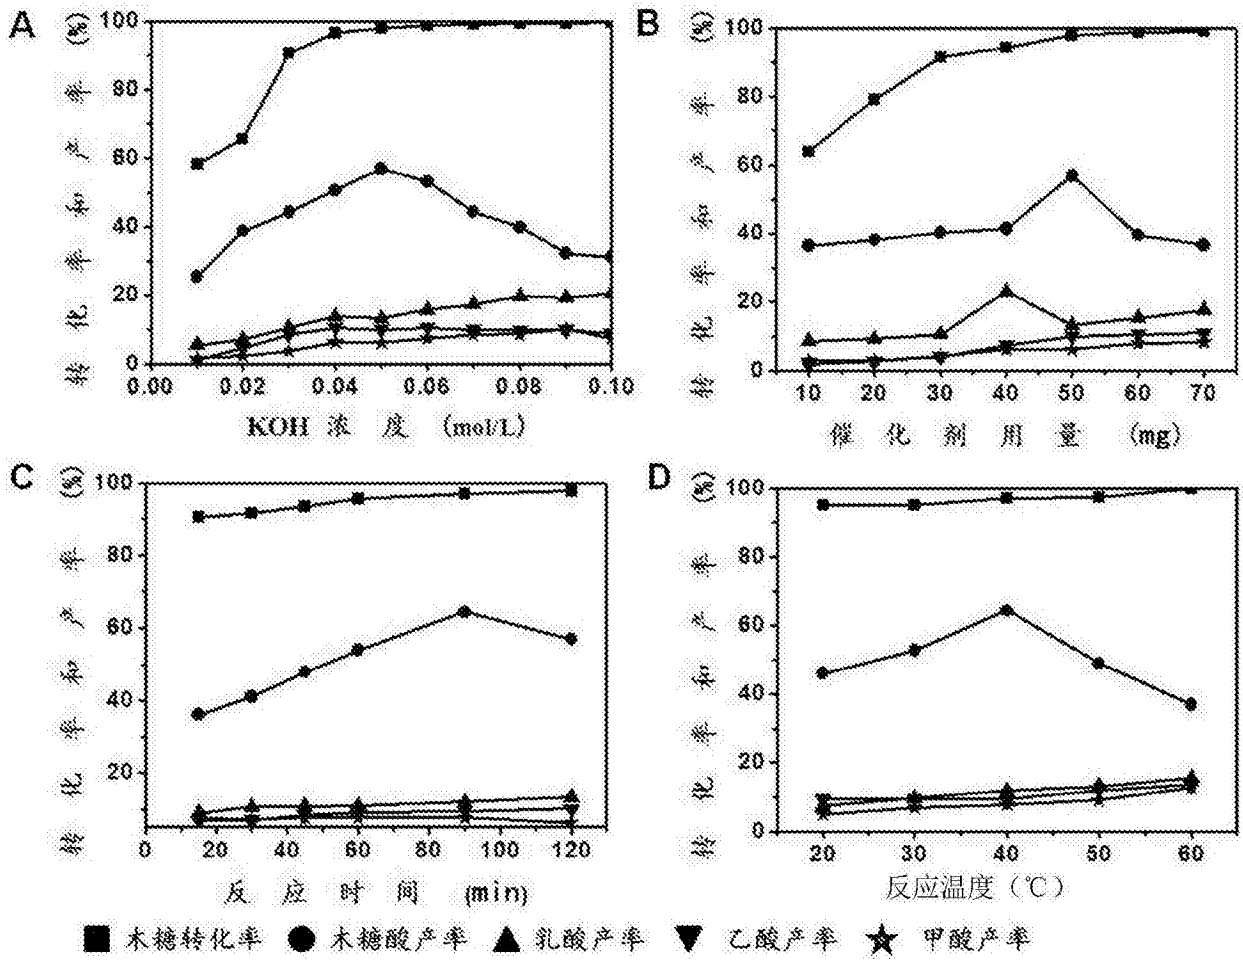 A
转化率和产率 (%)
100
80
60
40
20
0
0.00 0.02 0.04 0.06 0.08 0.10
KOH 浓度 (mol/L)
B
转化率和产率 (%)
100
80
60
40
20
0
10 20 30 40 50 60 70
催化剂用量 (mg)
C
转化率和产率 (%)
100
80
60
40
20
0 20 40 60 80 100 120
反应时间 (min)
D
转化率和产率 (%)
100
80
60
40
20
0
20 30 40 50 60
反应温度（℃）
木糖转化率 木糖酸产率 乳酸产率 乙酸产率 甲酸产率